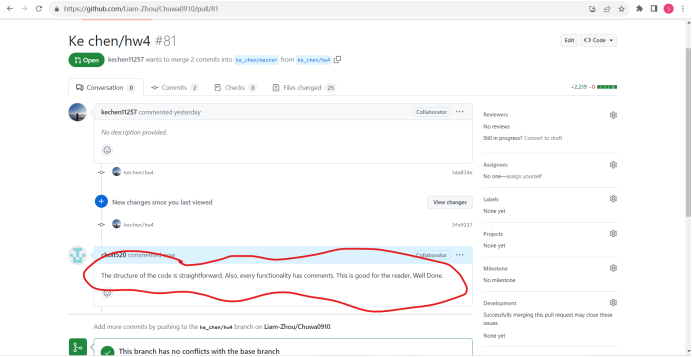 https://github.com/Liam-Zhou/Chuwa0910/pull/81
Ke chen/hw4 #81
Edit
Code
Open
kechen11257 wants to merge 2 commits into ke_chen/master from ke_chen/hw4
Conversation 0
Commits 2
Checks 0
Files changed 25
+2,219 −0
kechen11257 commented yesterday
Collaborator
No description provided.
kechen/hw4
3da834e
New changes since you last viewed
View changes
kechen/hw4
commented now
Collaborator
The structure of the code is straightforward. Also, every functionality has comments. This is good for the reader. Well Done.
Add more commits by pushing to the ke_chen/hw4 branch on Liam-Zhou/Chuwa0910.
This branch has no conflicts with the base branch
Reviewers
No reviews
Still in progress? Convert to draft
Assignees
No one—assign yourself
Labels
None yet
Projects
None yet
Milestone
No milestone
Development
Successfully merging this pull request may close these
issues.
None yet